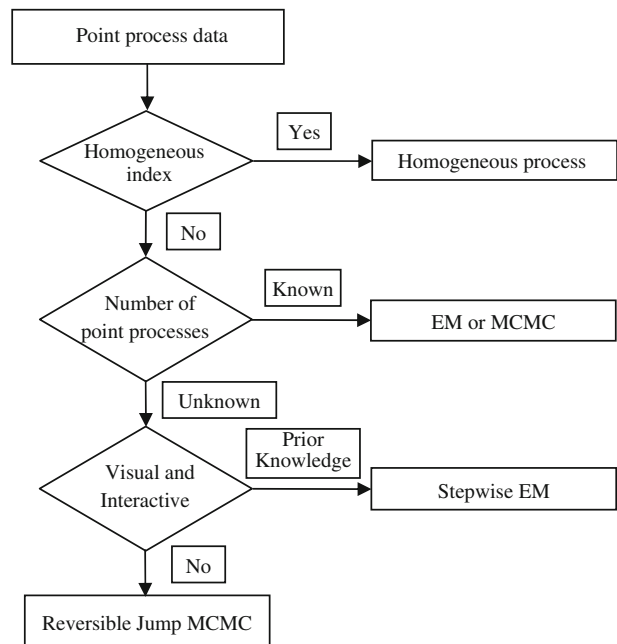 Point process data
Yes
Homogeneous
index
Homogeneous process
No
Number of
point processes
Known
EM or MCMC
Unknown
Prior
Knowledge
Visual and
Interactive
Stepwise EM
No
Reversible Jump MCMC